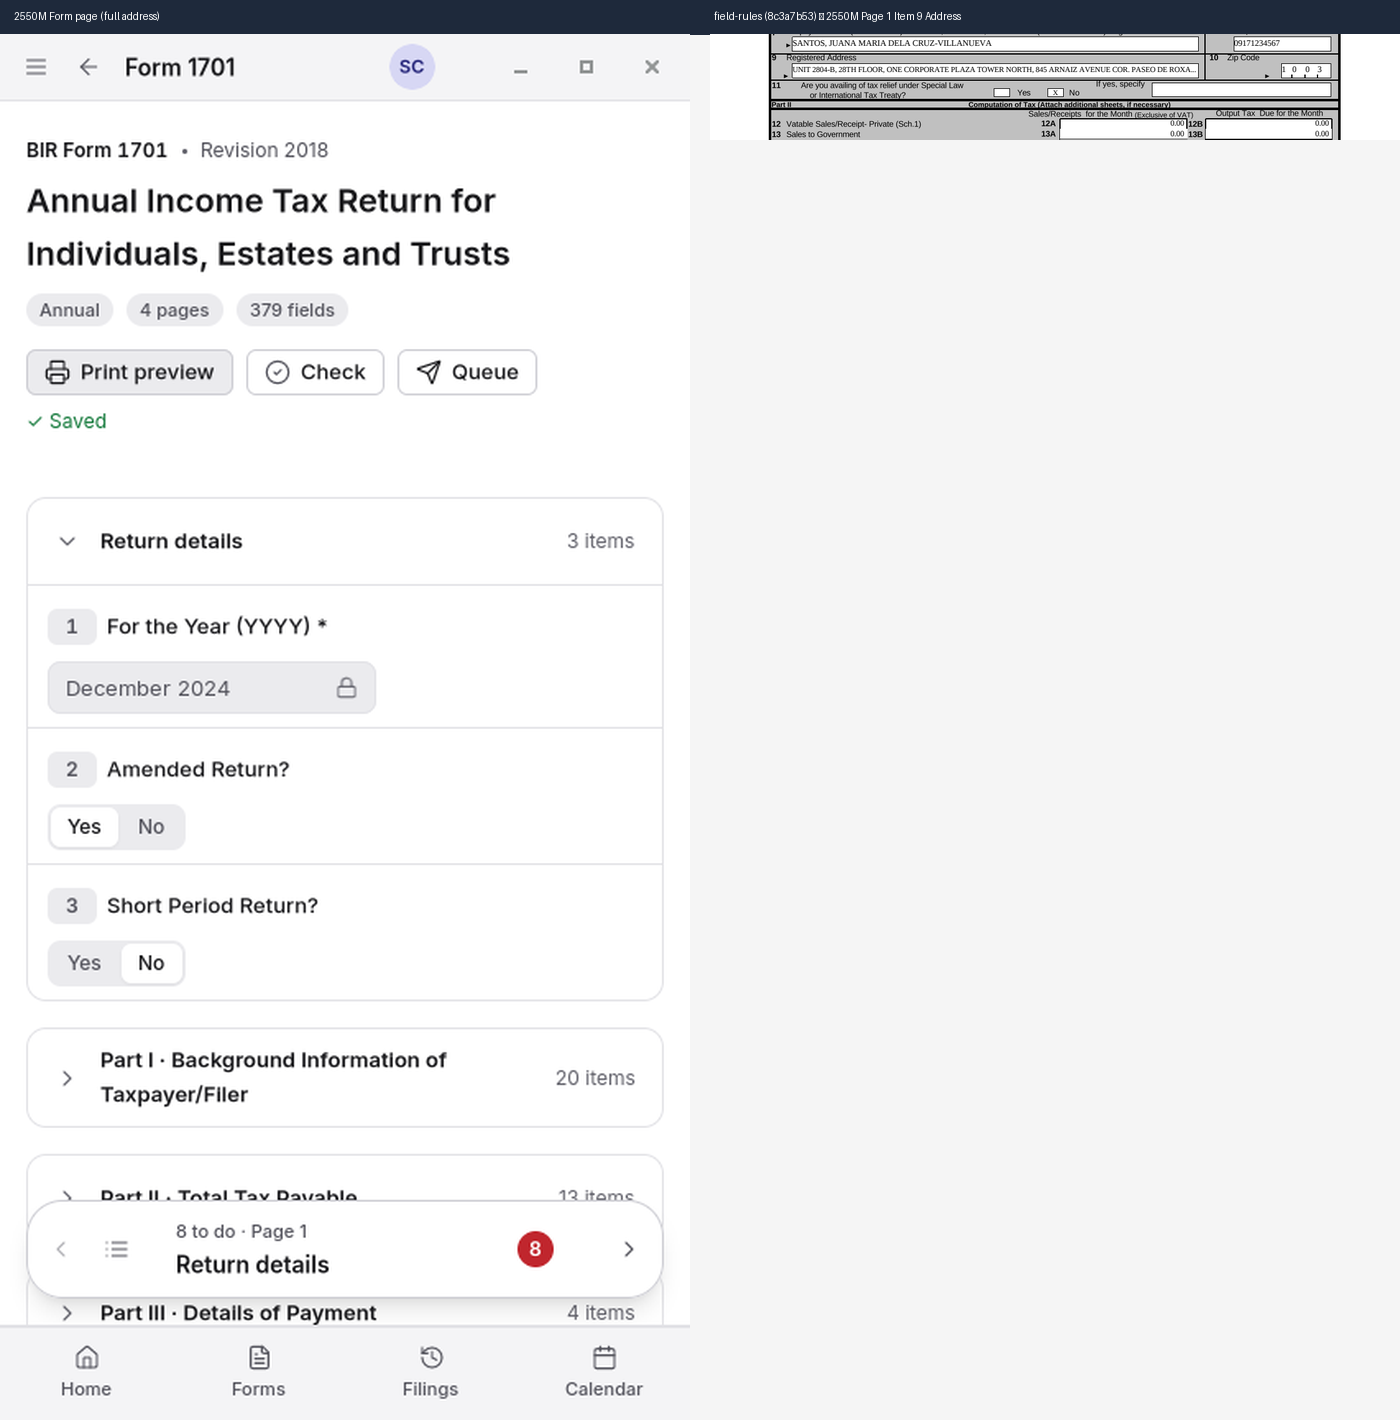 2550M Form page (full address)
Form 1701
SC
BIR Form 1701 • Revision 2018
Annual Income Tax Return for
Individuals, Estates and Trusts
Annual
4 pages
379 fields
Print preview
Check
Queue
Saved
Return details
3 items
1 For the Year (YYYY) *
December 2024
2 Amended Return?
Yes No
3 Short Period Return?
Yes No
Part I · Background Information of
Taxpayer/Filer
20 items
Part II · Total Tax Payable
13 items
8 to do · Page 1
Return details
8
Part III · Details of Payment
4 items
Home
Forms
Filings
Calendar
field-rules (8c3a7b53) 2550M Page 1 Item 9 Address
SANTOS, JUANA MARIA DELA CRUZ-VILLANUEVA
09171234567
9 Registered Address
10 Zip Code
UNIT 2804-B, 28TH FLOOR, ONE CORPORATE PLAZA TOWER NORTH, 845 ARNAIZ AVENUE COR. PASEO DE ROXA...
1 0 0 3
11 Are you availing of tax relief under Special Law
or International Tax Treaty?
Yes X No
If yes, specify
Part II Computation of Tax (Attach additional sheets, if necessary)
Sales/Receipts for the Month (Exclusive of VAT) Output Tax Due for the Month
12 Vatable Sales/Receipt- Private (Sch.1) 12A 0.00 12B 0.00
13 Sales to Government 13A 0.00 13B 0.00